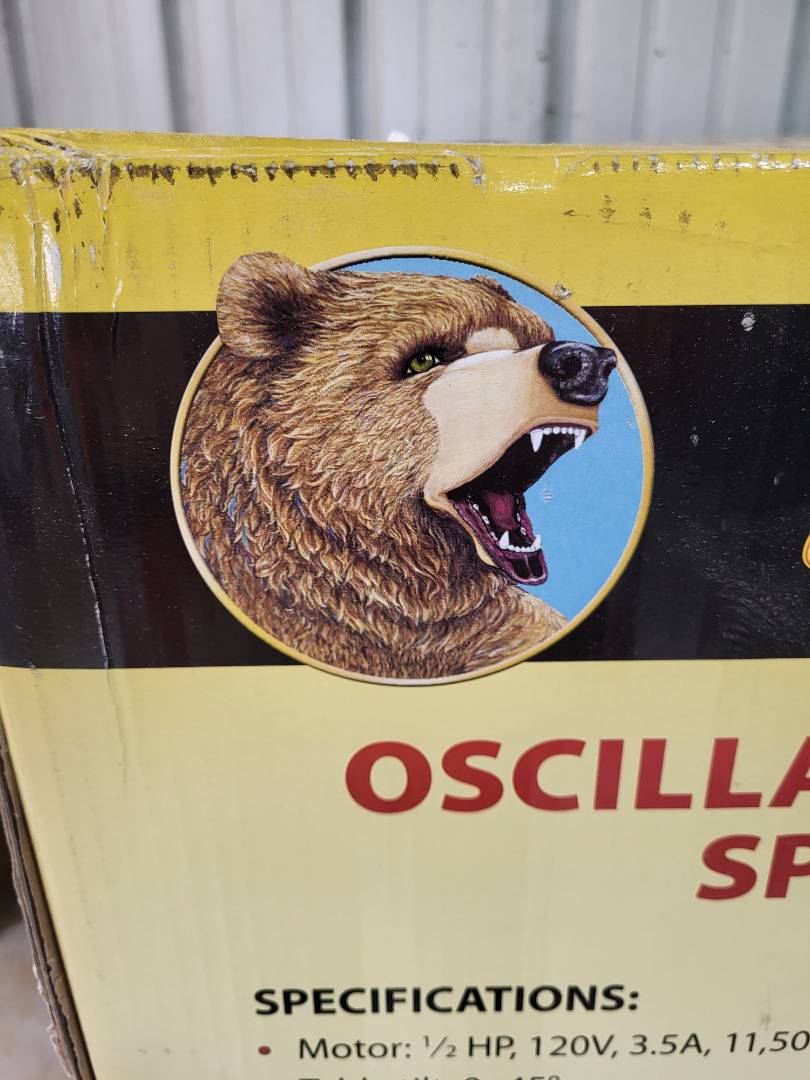 OSCILLA
SP
SPECIFICATIONS:
• Motor: ½ HP, 120V, 3.5A, 11,50